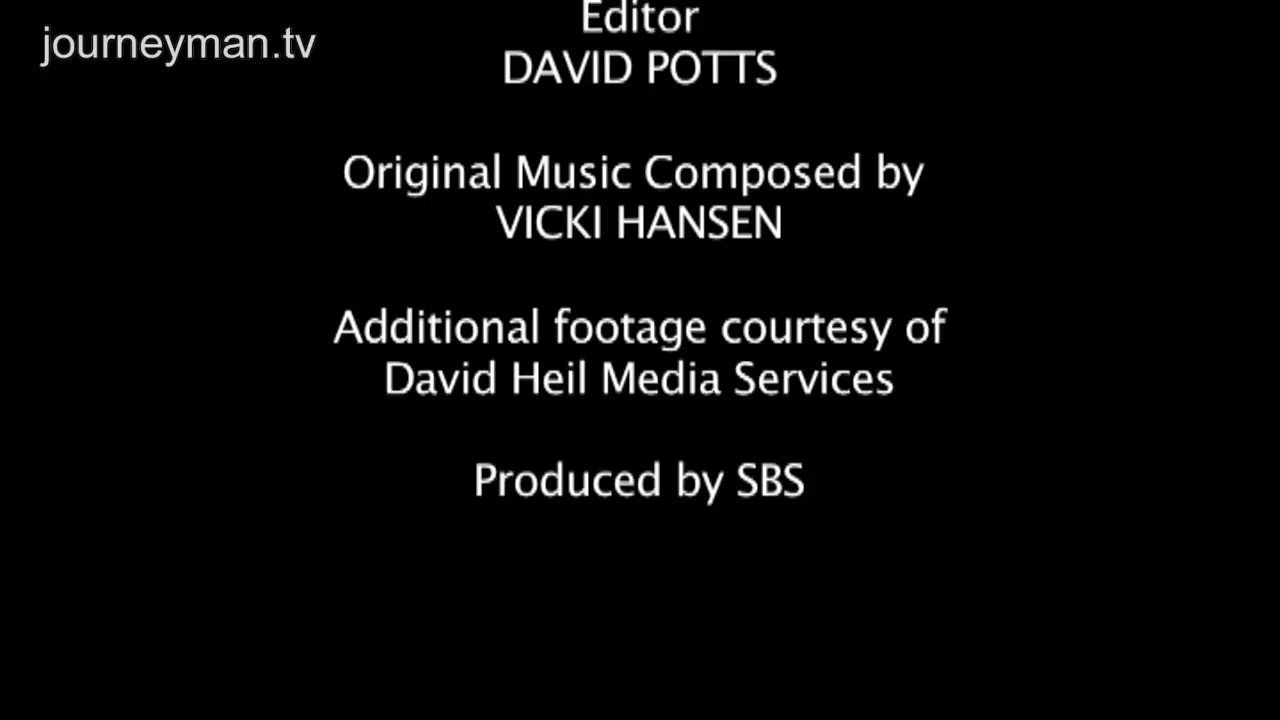 journeyman.tv
Editor
DAVID POTTS
Original Music Composed by
VICKI HANSEN
Additional footage courtesy of
David Heil Media Services
Produced by SBS